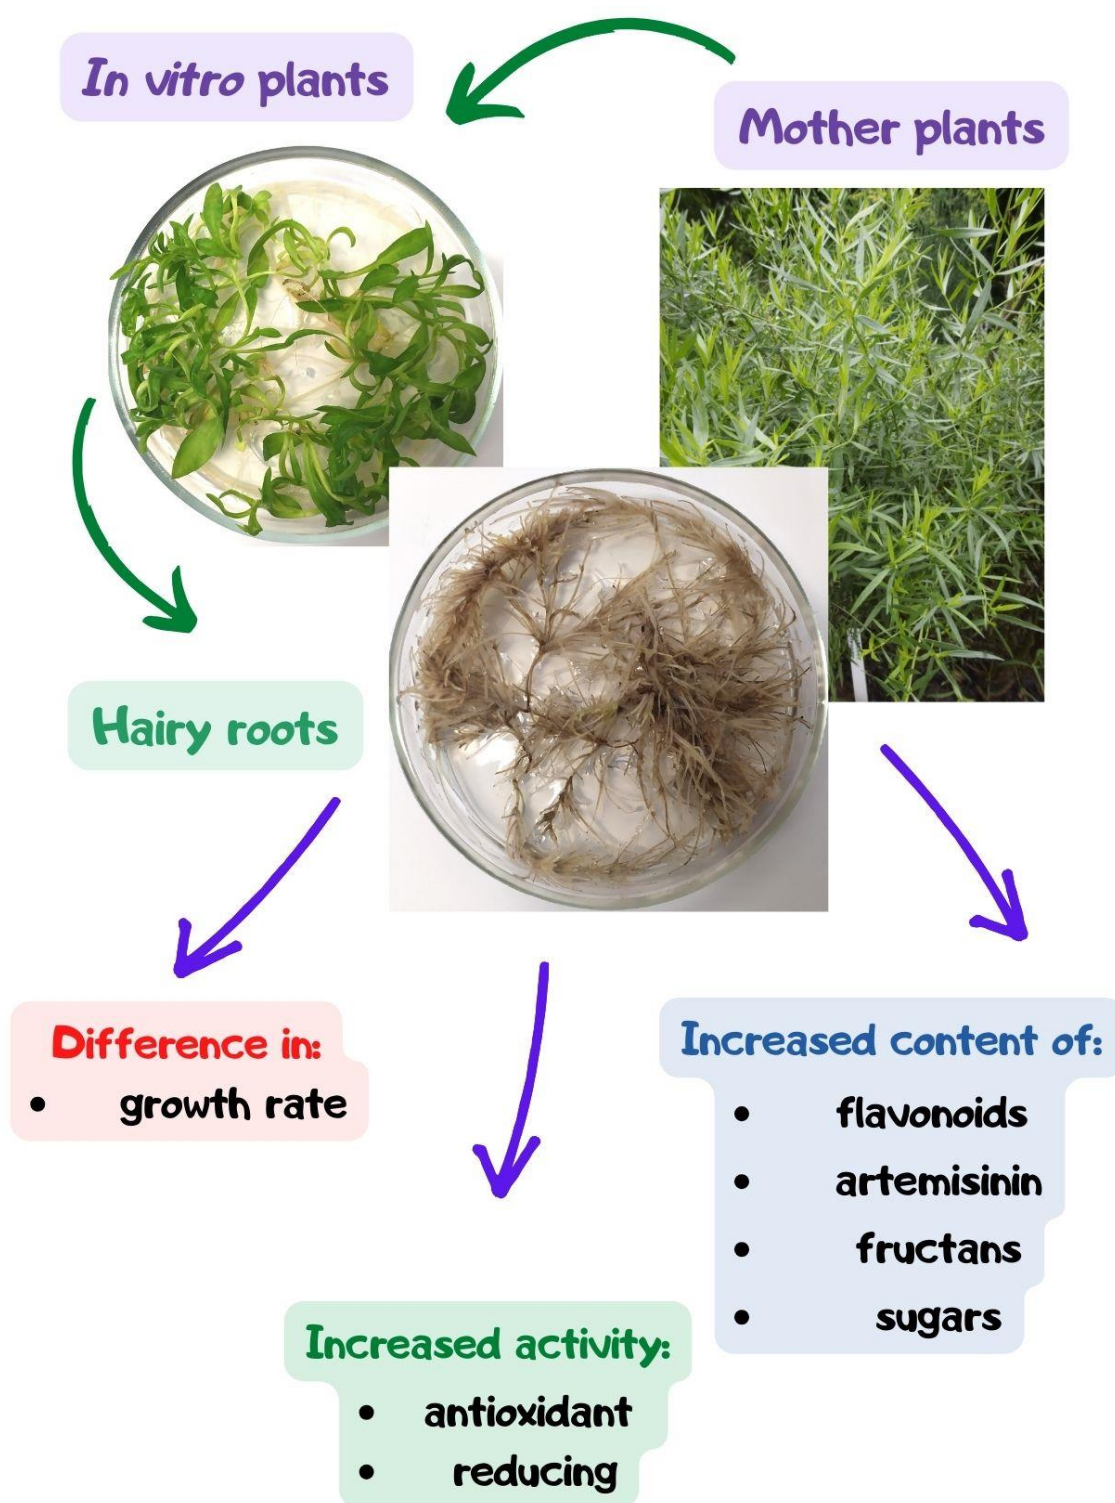 In vitro plants
Mother plants
Hairy roots
Difference in:
• growth rate
Increased content of:
• flavonoids
• artemisinin
• fructans
• sugars
Increased activity:
• antioxidant
• reducing